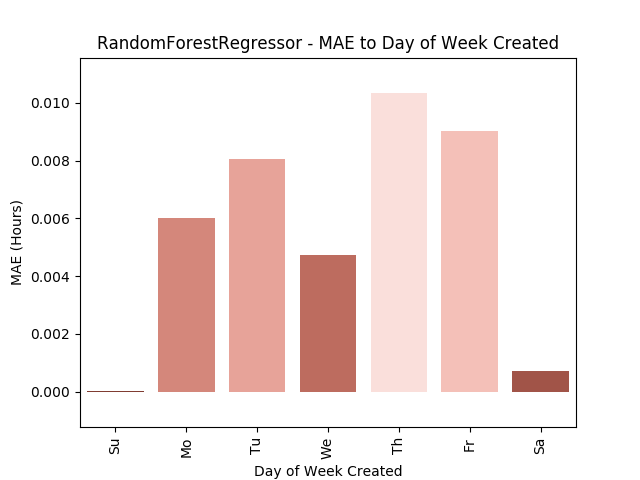 RandomForestRegressor - MAE to Day of Week Created
0.010
0.008
0.006
0.004
0.002
0.000
MAE (Hours)
Su
Mo
Tu
We
Th
Fr
Sa
Day of Week Created